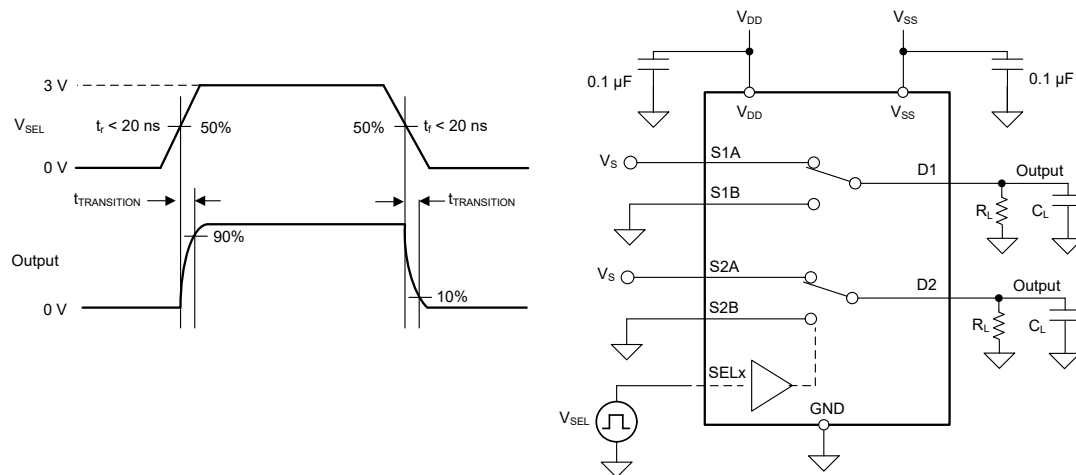 3 V
V_SEL
t_r < 20 ns
50%
50%
t_f < 20 ns
0 V
t_TRANSITION
t_TRANSITION
90%
Output
10%
0 V
V_DD
V_SS
0.1 µF
0.1 µF
V_DD
V_SS
V_S
S1A
D1
Output
S1B
R_L
C_L
V_S
S2A
D2
Output
S2B
R_L
C_L
SELx
V_SEL
GND